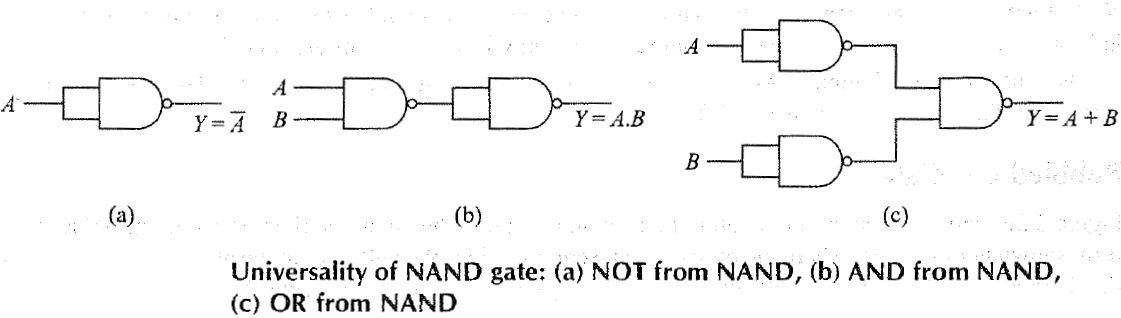 A
Y = A̅
(a)
A
B
Y = A.B
(b)
A
B
Y = A + B
(c)
Universality of NAND gate: (a) NOT from NAND, (b) AND from NAND,
(c) OR from NAND